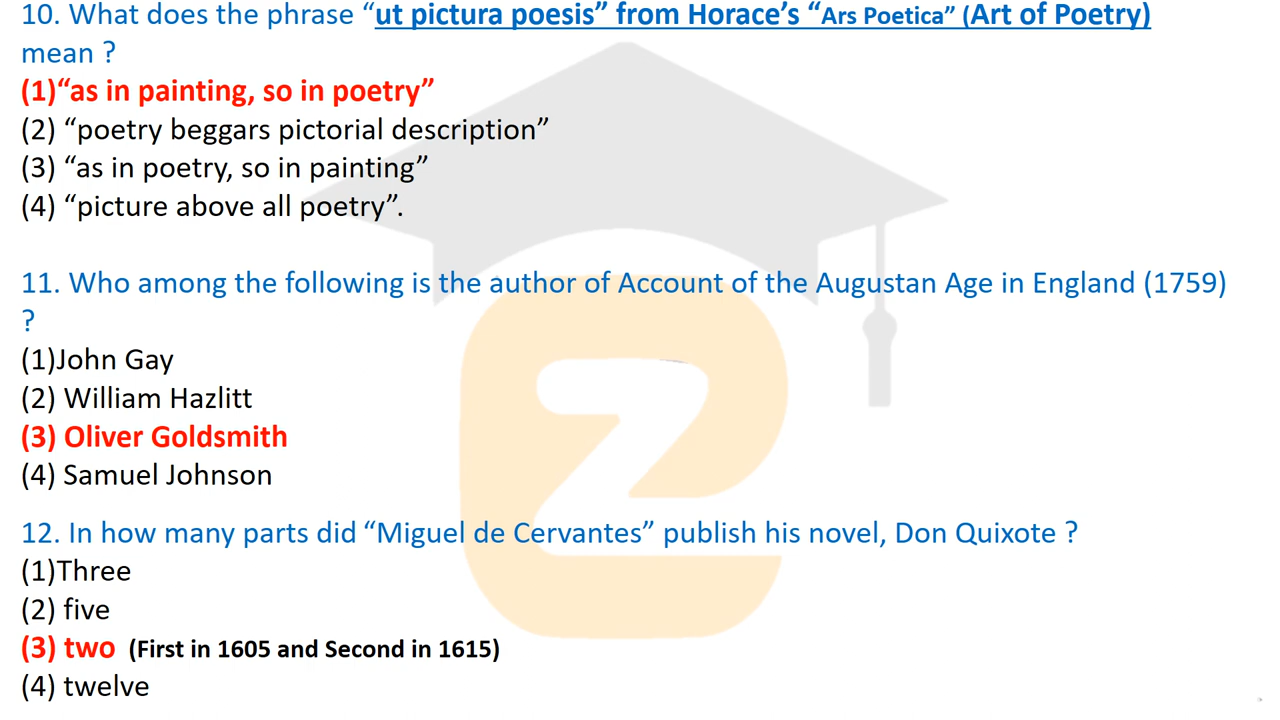 10. What does the phrase “ut pictura poesis” from Horace’s “Ars Poetica” (Art of Poetry)
mean ?
(1)“as in painting, so in poetry”
(2) “poetry beggars pictorial description”
(3) “as in poetry, so in painting”
(4) “picture above all poetry”.
11. Who among the following is the author of Account of the Augustan Age in England (1759)
?
(1)John Gay
(2) William Hazlitt
(3) Oliver Goldsmith
(4) Samuel Johnson
12. In how many parts did “Miguel de Cervantes” publish his novel, Don Quixote ?
(1)Three
(2) five
(3) two (First in 1605 and Second in 1615)
(4) twelve